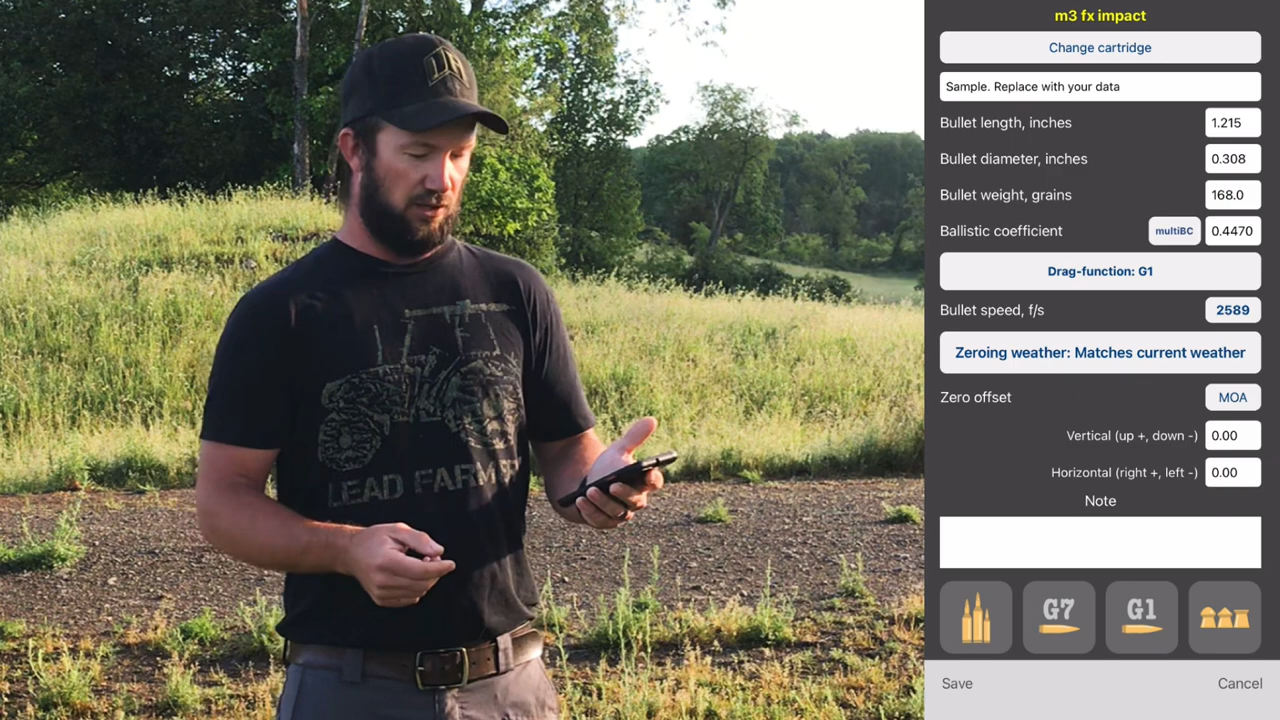 LEAD FARM
m3 fx impact
Change cartridge
Sample. Replace with your data
Bullet length, inches 1.215
Bullet diameter, inches 0.308
Bullet weight, grains 168.0
Ballistic coefficient multiBC 0.4470
Drag-function: G1
Bullet speed, f/s 2589
Zeroing weather: Matches current weather
Zero offset MOA
Vertical (up +, down -) 0.00
Horizontal (right +, left -) 0.00
Note
G7 G1
Save Cancel